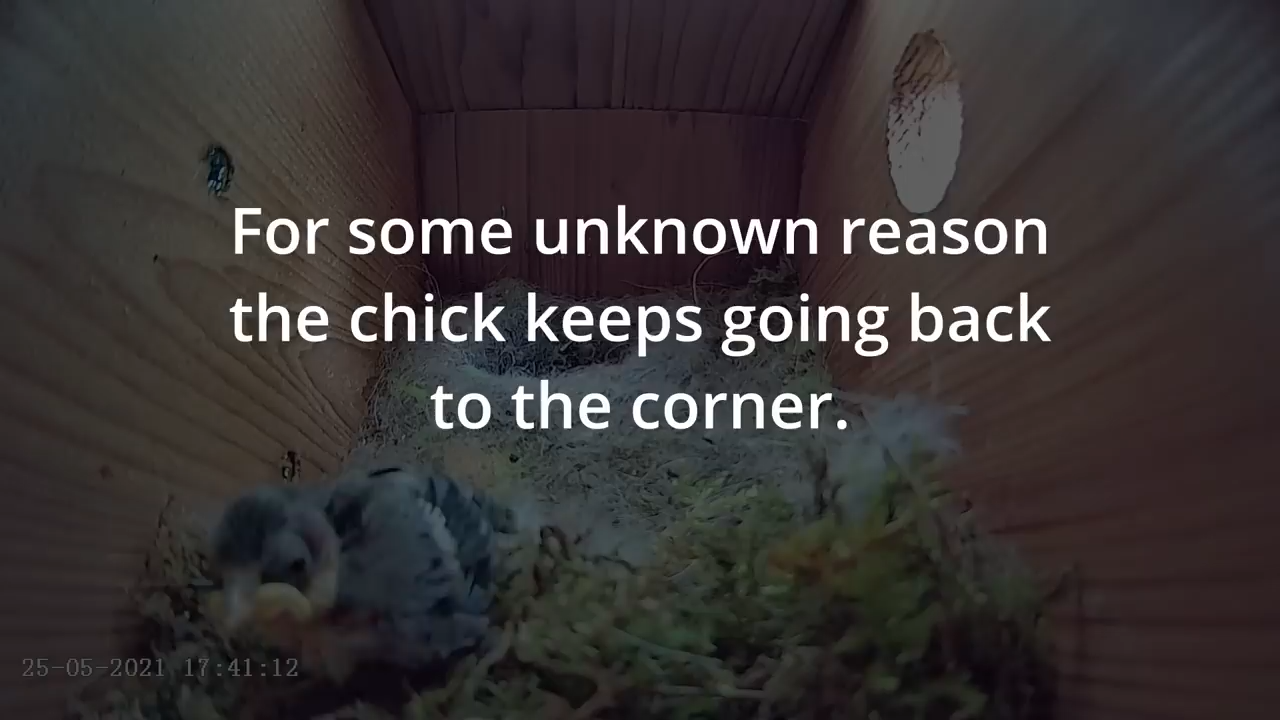 For some unknown reason
the chick keeps going back
to the corner.
25-05-2021 17:41:12